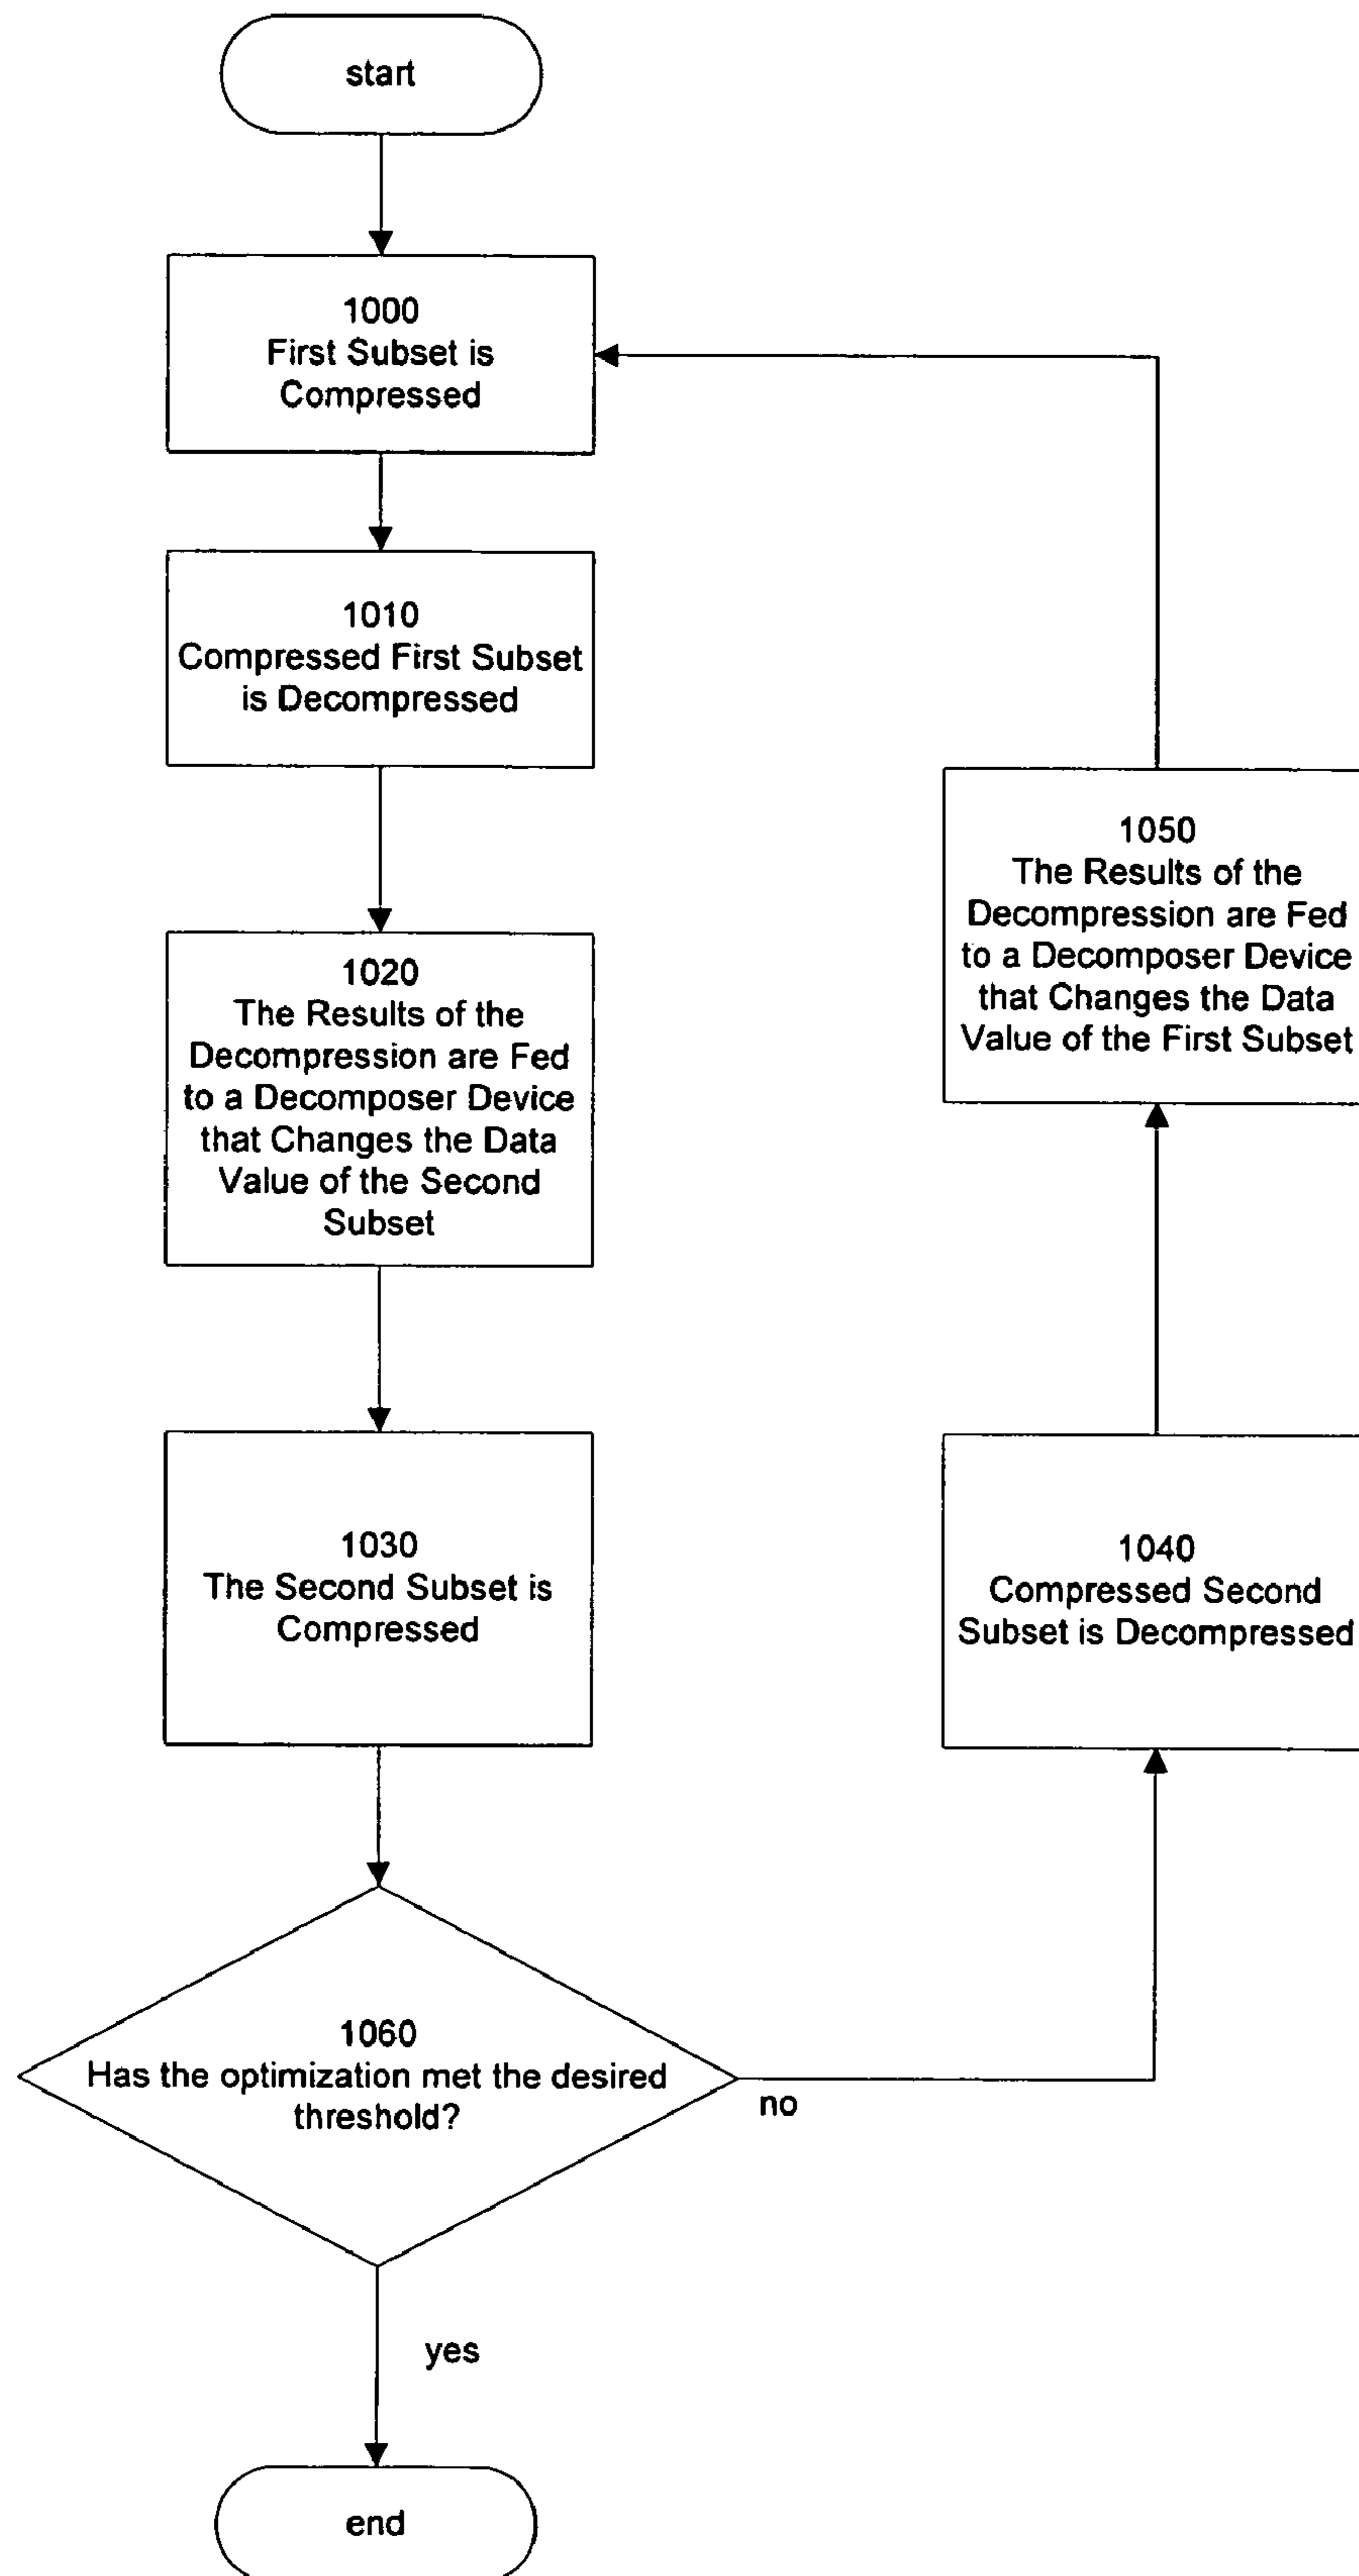 start
1000
First Subset is
Compressed
1010
Compressed First Subset
is Decompressed
1020
The Results of the
Decompression are Fed
to a Decomposer Device
that Changes the Data
Value of the Second
Subset
1030
The Second Subset is
Compressed
1060
Has the optimization met the desired
threshold?
no
1040
Compressed Second
Subset is Decompressed
1050
The Results of the
Decompression are Fed
to a Decomposer Device
that Changes the Data
Value of the First Subset
yes
end